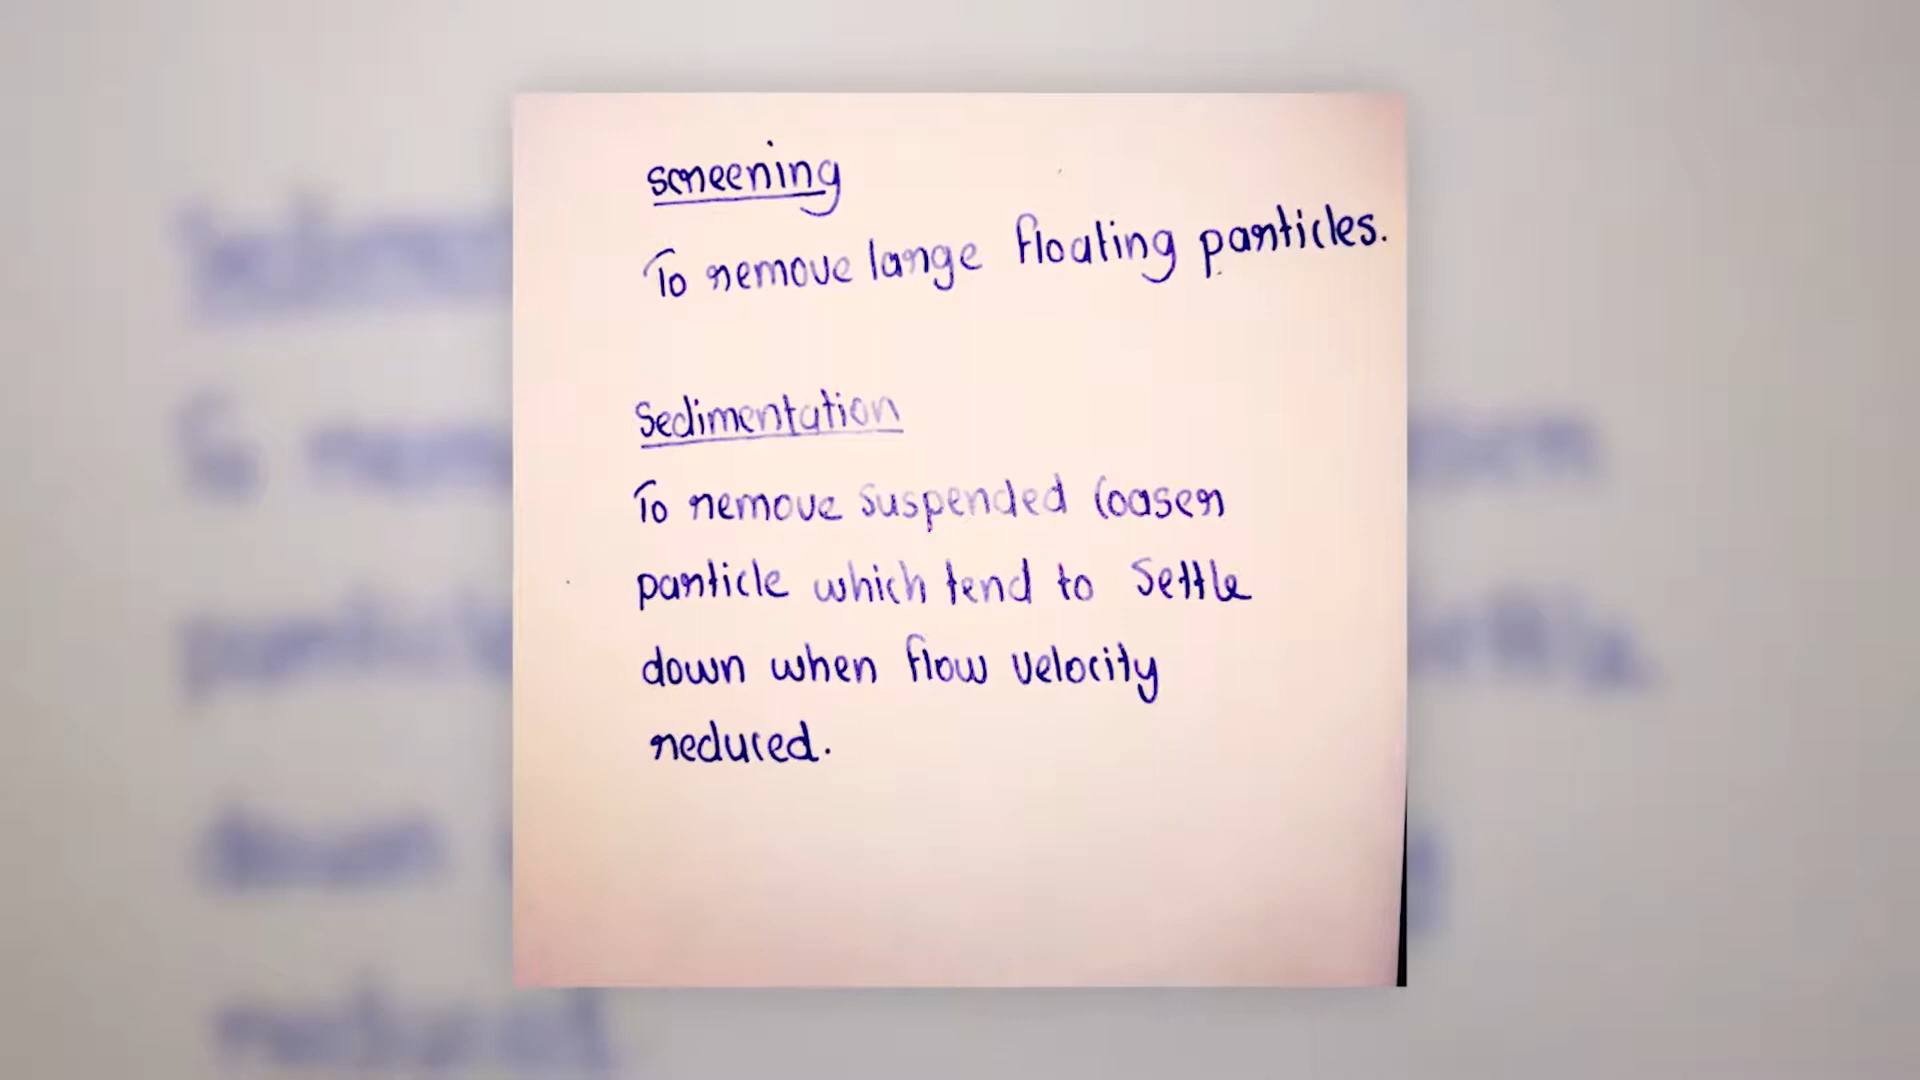 screening
To remove large floating particles.
Sedimentation
To remove suspended coaser
particle which tend to settle
down when flow velocity
reduced.